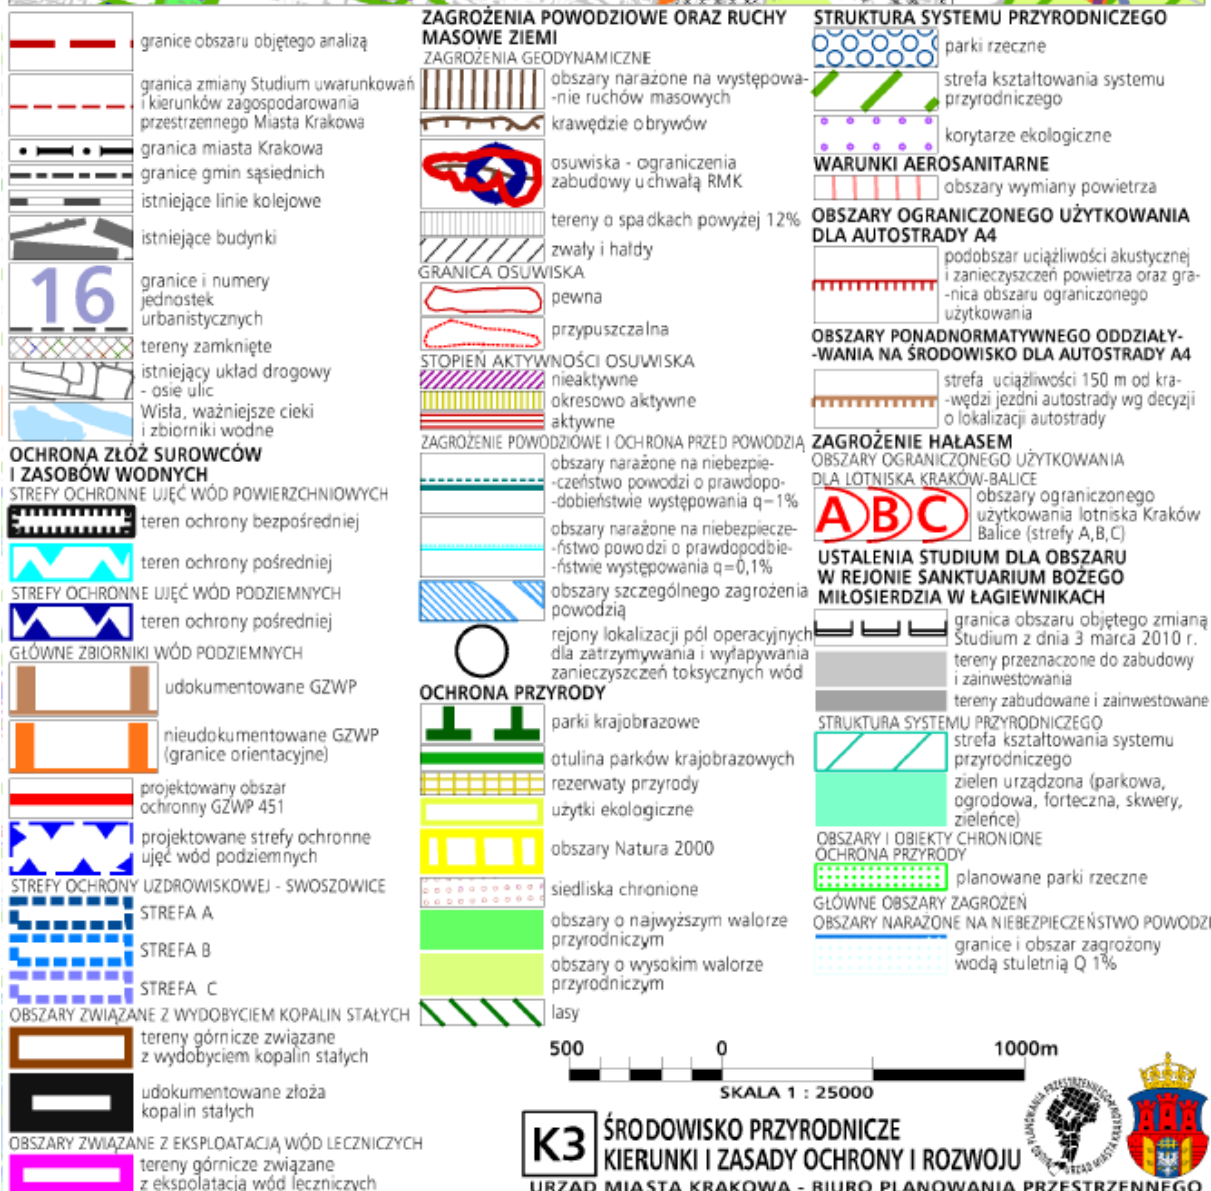 granice obszaru objętego analizą
granica zmiany Studium uwarunkowań
i kierunków zagospodarowania
przestrzennego Miasta Krakowa
granica miasta Krakowa
granice gmin sąsiednich
istniejące linie kolejowe
istniejące budynki
16
granice i numery
jednostek
urbanistycznych
tereny zamknięte
istniejący układ drogowy
- osie ulic
Wisła, ważniejsze cieki
i zbiorniki wodne
OCHRONA ZŁÓŻ SUROWCÓW
I ZASOBÓW WODNYCH
STREFY OCHRONNE UJĘĆ WÓD POWIERZCHNIOWYCH
teren ochrony bezpośredniej
teren ochrony pośredniej
STREFY OCHRONNE UJĘĆ WÓD PODZIEMNYCH
teren ochrony pośredniej
GŁÓWNE ZBIORNIKI WÓD PODZIEMNYCH
udokumentowane GZWP
nieudokumentowane GZWP
(granice orientacyjne)
projektowany obszar
ochronny GZWP 451
projektowane strefy ochronne
ujęć wód podziemnych
STREFY OCHRONY UZDROWISKOWEJ - SWOSZOWICE
STREFA A
STREFA B
STREFA C
OBSZARY ZWIĄZANE Z WYDOBYCIEM KOPALIN STAŁYCH
tereny górnicze związane
z wydobyciem kopalin stałych
udokumentowane złoża
kopalin stałych
OBSZARY ZWIĄZANE Z EKSPLOATACJĄ WÓD LECZNICZYCH
tereny górnicze związane
z ekspolatacją wód leczniczych
ZAGROŻENIA POWODZIOWE ORAZ RUCHY
MASOWE ZIEMI
ZAGROŻENIA GEODYNAMICZNE
obszary narażone na występowa-
-nie ruchów masowych
krawędzie obrywów
osuwiska - ograniczenia
zabudowy uchwałą RMK
tereny o spadkach powyżej 12%
zwały i hałdy
GRANICA OSUWISKA
pewna
przypuszczalna
STOPIEŃ AKTYWNOŚCI OSUWISKA
nieaktywne
okresowo aktywne
aktywne
ZAGROŻENIE POWODZIOWE I OCHRONA PRZED POWODZIĄ
obszary narażone na niebezpie-
-czeństwo powodzi o prawdopo-
-dobieństwie występowania q=1%
obszary narażone na niebezpiecze-
-ństwo powodzi o prawdopodbie-
-ństwie występowania q=0,1%
obszary szczególnego zagrożenia
powodzią
rejony lokalizacji pól operacyjnych
dla zatrzymywania i wyłapywania
zanieczyszczeń toksycznych wód
OCHRONA PRZYRODY
parki krajobrazowe
otulina parków krajobrazowych
rezerwaty przyrody
użytki ekologiczne
obszary Natura 2000
siedliska chronione
obszary o najwyższym walorze
przyrodniczym
obszary o wysokim walorze
przyrodniczym
lasy
STRUKTURA SYSTEMU PRZYRODNICZEGO
parki rzeczne
strefa kształtowania systemu
przyrodniczego
korytarze ekologiczne
WARUNKI AEROSANITARNE
obszary wymiany powietrza
OBSZARY OGRANICZONEGO UŻYTKOWANIA
DLA AUTOSTRADY A4
podobszar uciążliwości akustycznej
i zanieczyszczeń powietrza oraz gra-
-nica obszaru ograniczonego
użytkowania
OBSZARY PONADNORMATYWNEGO ODDZIAŁY-
-WANIA NA ŚRODOWISKO DLA AUTOSTRADY A4
strefa uciążliwości 150 m od kra-
-wędzi jezdni autostrady wg decyzji
o lokalizacji autostrady
ZAGROŻENIE HAŁASEM
OBSZARY OGRANICZONEGO UŻYTKOWANIA
DLA LOTNISKA KRAKÓW-BALICE
A B C
obszary ograniczonego
użytkowania lotniska Kraków
Balice (strefy A,B,C)
USTALENIA STUDIUM DLA OBSZARU
W REJONIE SANKTUARIUM BOŻEGO
MIŁOSIERDZIA W ŁAGIEWNIKACH
granica obszaru objętego zmianą
Studium z dnia 3 marca 2010 r.
tereny przeznaczone do zabudowy
i zainwestowania
tereny zabudowane i zainwestowane
STRUKTURA SYSTEMU PRZYRODNICZEGO
strefa kształtowania systemu
przyrodniczego
zielen urządzona (parkowa,
ogrodowa, forteczna, skwery,
zieleńce)
OBSZARY I OBIEKTY CHRONIONE
OCHRONA PRZYRODY
planowane parki rzeczne
GŁÓWNE OBSZARY ZAGROŻEŃ
OBSZARY NARAŻONE NA NIEBEZPIECZEŃSTWO POWODZI
granice i obszar zagrożony
wodą stuletnią Q 1%
500 0 1000m
SKALA 1 : 25000
K3
ŚRODOWISKO PRZYRODNICZE
KIERUNKI I ZASADY OCHRONY I ROZWOJU
URZĄD MIASTA KRAKOWA - BIURO PLANOWANIA PRZESTRZENNEGO